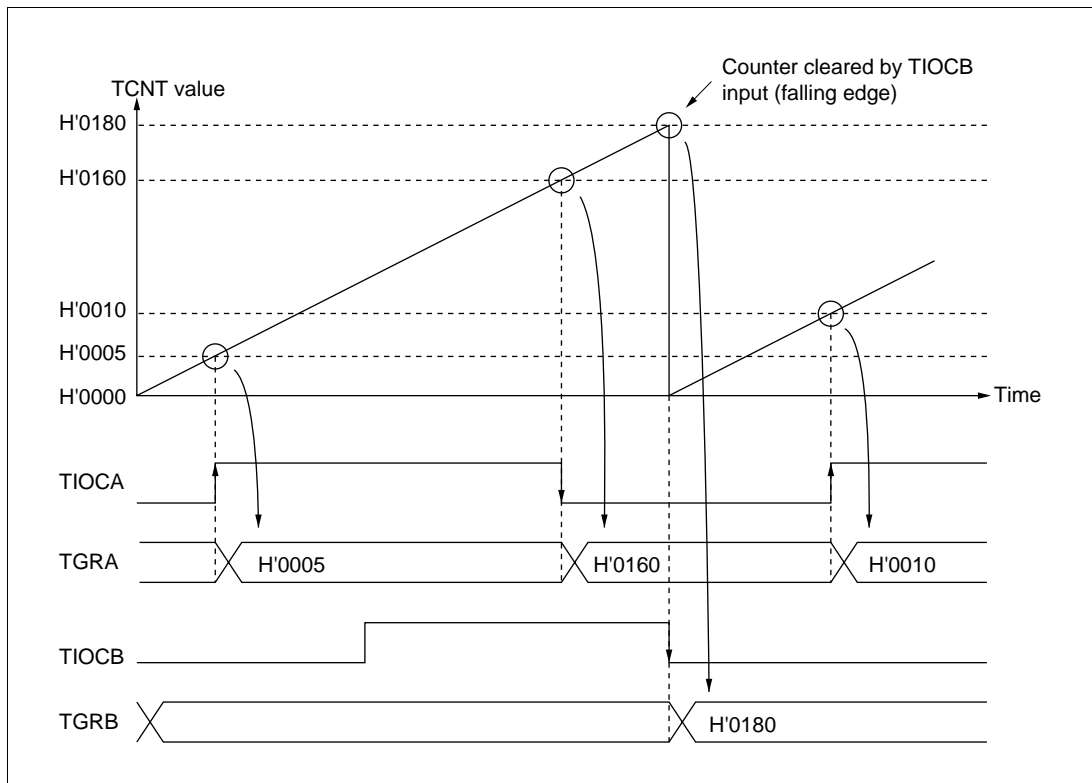 Counter cleared by TIOCB
input (falling edge)
TCNT value
H'0180
H'0160
H'0010
H'0005
H'0000
Time
TIOCA
TGRA
H'0005
H'0160
H'0010
TIOCB
TGRB
H'0180